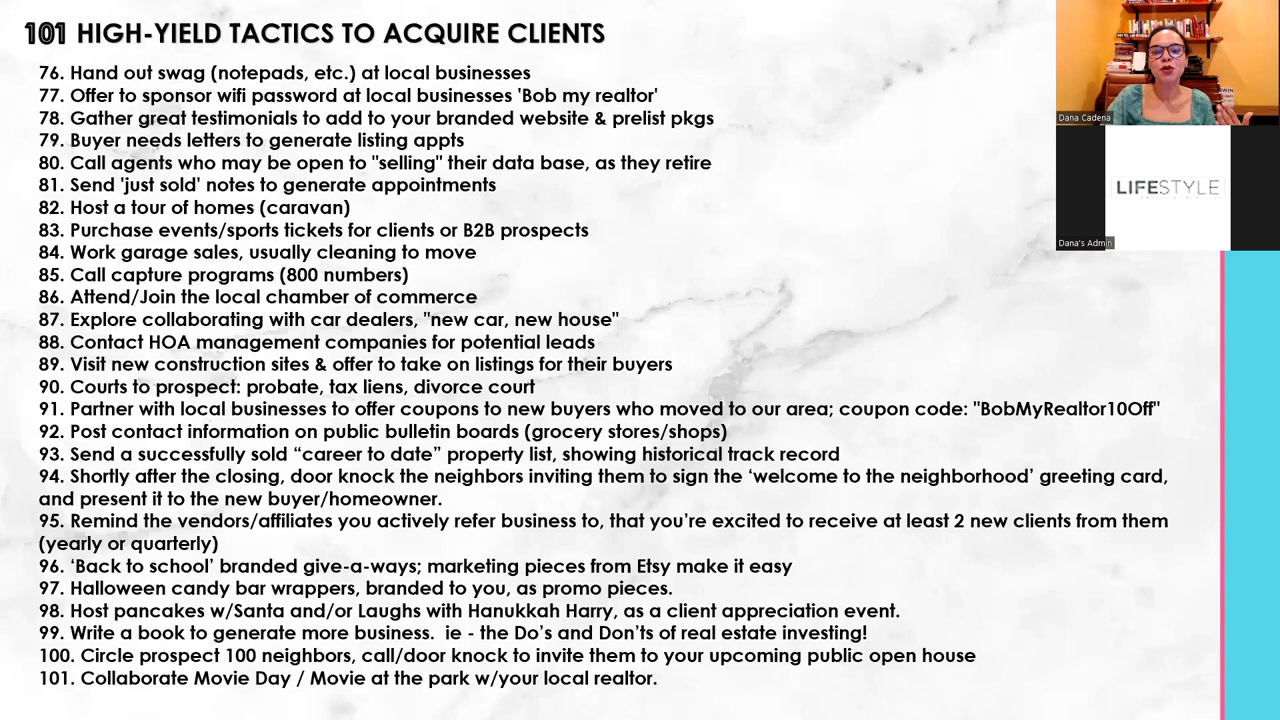 101 HIGH-YIELD TACTICS TO ACQUIRE CLIENTS
76. Hand out swag (notepads, etc.) at local businesses
77. Offer to sponsor wifi password at local businesses 'Bob my realtor'
78. Gather great testimonials to add to your branded website & prelist pkgs
79. Buyer needs letters to generate listing appts
80. Call agents who may be open to "selling" their data base, as they retire
81. Send 'just sold' notes to generate appointments
82. Host a tour of homes (caravan)
83. Purchase events/sports tickets for clients or B2B prospects
84. Work garage sales, usually cleaning to move
85. Call capture programs (800 numbers)
86. Attend/Join the local chamber of commerce
87. Explore collaborating with car dealers, "new car, new house"
88. Contact HOA management companies for potential leads
89. Visit new construction sites & offer to take on listings for their buyers
90. Courts to prospect: probate, tax liens, divorce court
91. Partner with local businesses to offer coupons to new buyers who moved to our area; coupon code: "BobMyRealtor10Off"
92. Post contact information on public bulletin boards (grocery stores/shops)
93. Send a successfully sold “career to date” property list, showing historical track record
94. Shortly after the closing, door knock the neighbors inviting them to sign the ‘welcome to the neighborhood’ greeting card,
and present it to the new buyer/homeowner.
95. Remind the vendors/affiliates you actively refer business to, that you’re excited to receive at least 2 new clients from them
(yearly or quarterly)
96. ‘Back to school’ branded give-a-ways; marketing pieces from Etsy make it easy
97. Halloween candy bar wrappers, branded to you, as promo pieces.
98. Host pancakes w/Santa and/or Laughs with Hanukkah Harry, as a client appreciation event.
99. Write a book to generate more business.  ie - the Do’s and Don’ts of real estate investing!
100. Circle prospect 100 neighbors, call/door knock to invite them to your upcoming public open house
101. Collaborate Movie Day / Movie at the park w/your local realtor.
Dana Cadena
LIFESTYLE
Dana's Admin